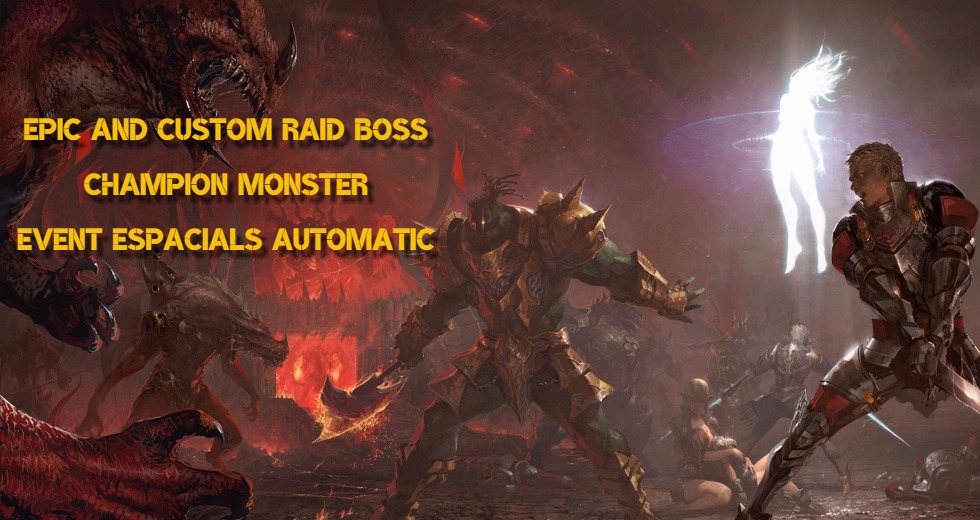 EPIC AND CUSTOM RAID BOSS
CHAMPION MONSTER
EVENT ESPACIALS AUTOMATIC